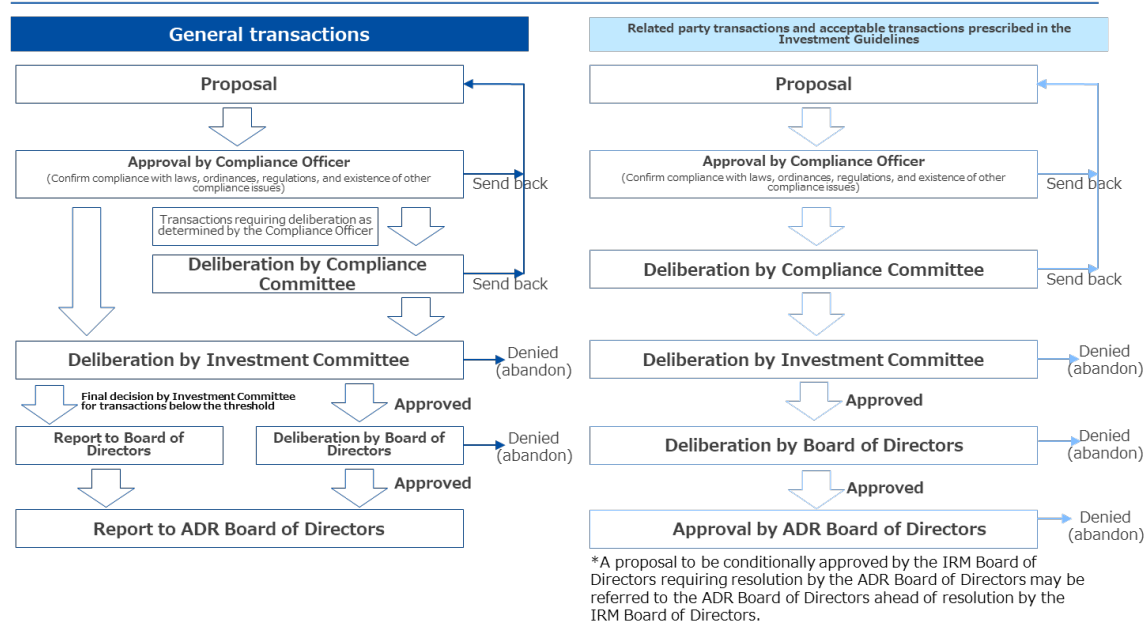 General transactions
Proposal
Approval by Compliance Officer
(Confirm compliance with laws, ordinances, regulations, and existence of other
compliance issues)
Send back
Transactions requiring deliberation as
determined by the Compliance Officer
Deliberation by Compliance
Committee
Send back
Deliberation by Investment Committee
Denied
(abandon)
Final decision by Investment Committee
for transactions below the threshold
Approved
Report to Board of
Directors
Deliberation by Board of
Directors
Denied
(abandon)
Approved
Report to ADR Board of Directors
Related party transactions and acceptable transactions prescribed in the
Investment Guidelines
Proposal
Approval by Compliance Officer
(Confirm compliance with laws, ordinances, regulations, and existence of other
compliance issues)
Send back
Deliberation by Compliance Committee
Send back
Deliberation by Investment Committee
Denied
(abandon)
Approved
Deliberation by Board of Directors
Denied
(abandon)
Approved
Approval by ADR Board of Directors
Denied
(abandon)
*A proposal to be conditionally approved by the IRM Board of
Directors requiring resolution by the ADR Board of Directors may be
referred to the ADR Board of Directors ahead of resolution by the
IRM Board of Directors.